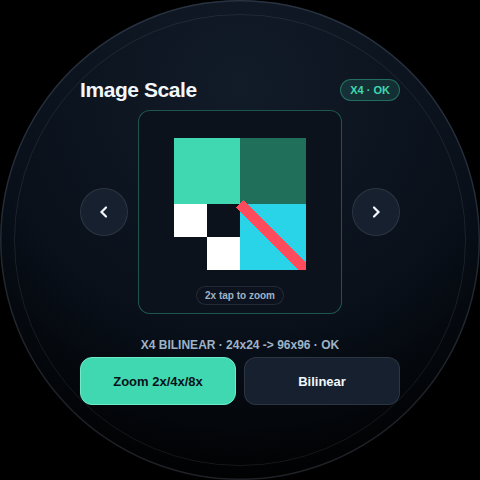 Image Scale
X4 · OK
2x tap to zoom
X4 BILINEAR · 24x24 -> 96x96 · OK
Zoom 2x/4x/8x
Bilinear